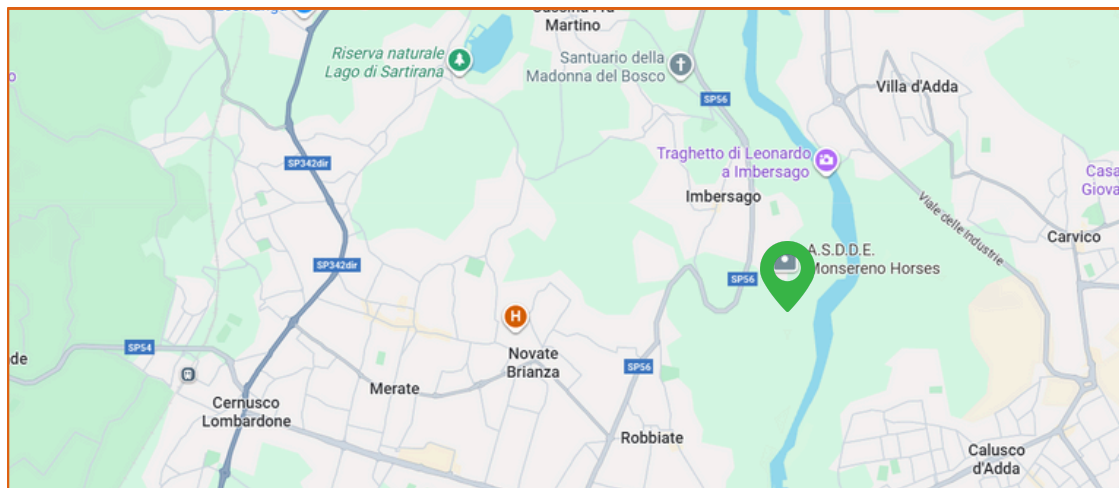 Martino
Riserva naturale
Lago di Sartirana
Santuario della
Madonna del Bosco
Villa d'Adda
SP56
Traghetto di Leonardo
a Imbersago
SP342dir
Imbersago
Casa
Giova
Viale delle Industrie
Carvico
A.S.D.D.E.
Monsereno Horses
SP342dir
SP56
H
SP54
de
Novate
Brianza
SP56
Merate
Cernusco
Lombardone
Robbiate
Calusco
d'Adda